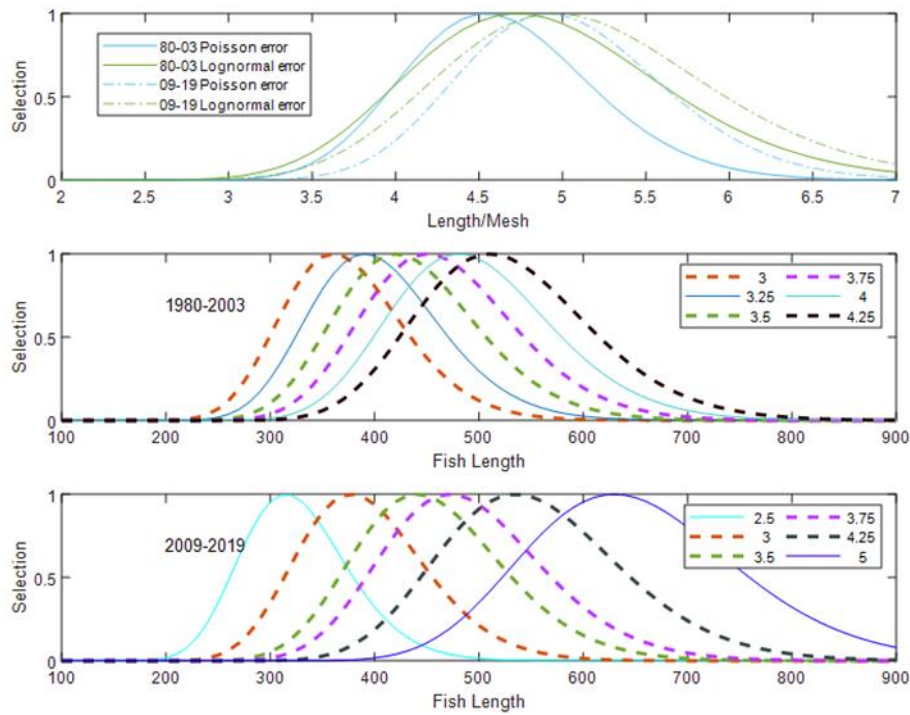 1
0.5
0
Selection
80-03 Poisson error
80-03 Lognormal error
09-19 Poisson error
09-19 Lognormal error
2 2.5 3 3.5 4 4.5 5 5.5 6 6.5 7
Length/Mesh
1
0.5
0
Selection
1980-2003
3 3.75
3.25 4
3.5 4.25
100 200 300 400 500 600 700 800 900
Fish Length
1
0.5
0
Selection
2009-2019
2.5 3.75
3 4.25
3.5 5
100 200 300 400 500 600 700 800 900
Fish Length